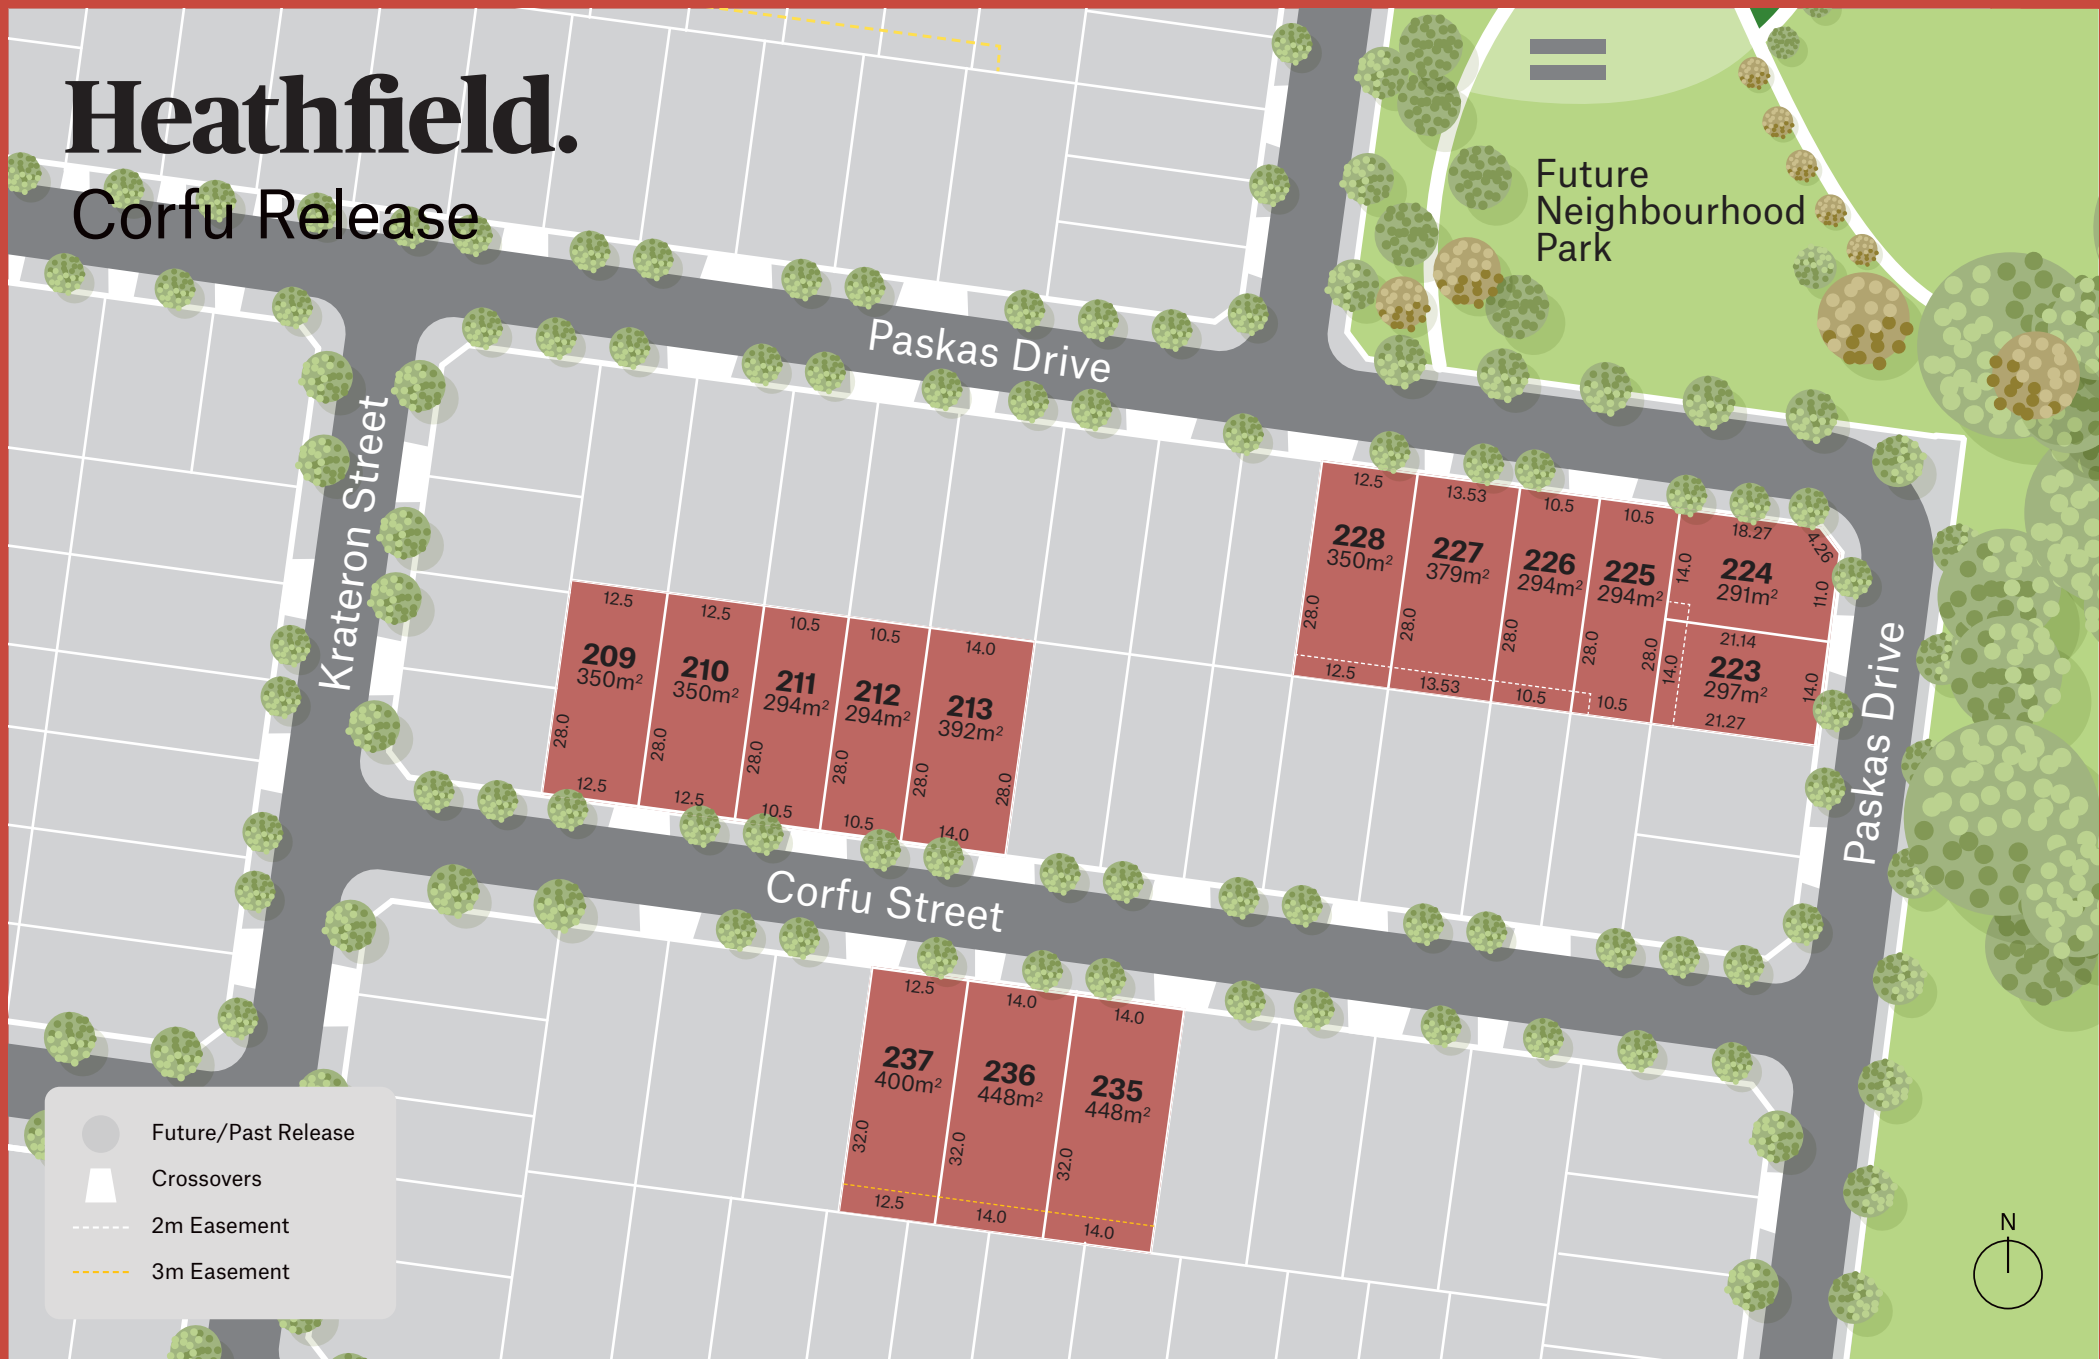 Heathfield.
Corfu Release
Future
Neighbourhood
Park
Paskas Drive
Krateron Street
Corfu Street
Paskas Drive
12.5
228
350m²
28.0
12.5
13.53
227
379m²
28.0
13.53
10.5
226
294m²
28.0
10.5
10.5
225
294m²
28.0
28.0
10.5
18.27
4.26
14.0
224
291m²
11.0
21.14
14.0
223
297m²
14.0
21.27
12.5
209
350m²
28.0
12.5
12.5
210
350m²
28.0
12.5
10.5
211
294m²
28.0
10.5
10.5
212
294m²
28.0
10.5
14.0
213
392m²
28.0
28.0
14.0
12.5
237
400m²
32.0
12.5
14.0
236
448m²
32.0
14.0
14.0
235
448m²
32.0
14.0
Future/Past Release
Crossovers
2m Easement
3m Easement
N